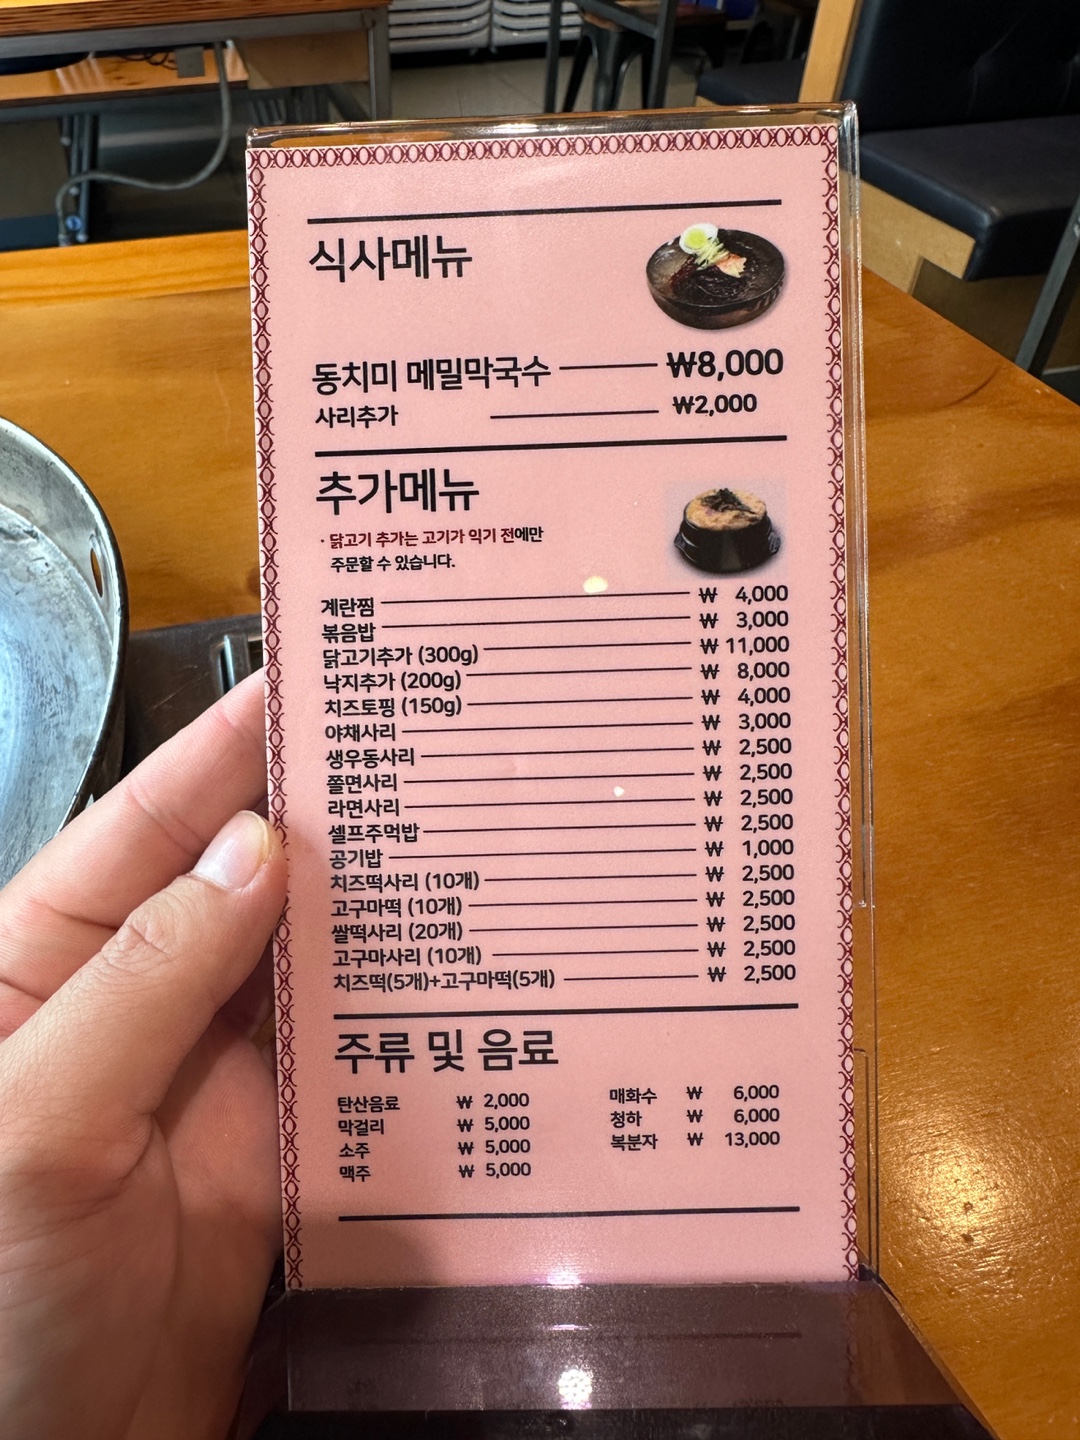 식사메뉴
동치미 메밀막국수 ₩8,000
사리추가 ₩2,000
추가메뉴
· 닭고기 추가는 고기가 익기 전에만
주문할 수 있습니다.
계란찜 ₩ 4,000
볶음밥 ₩ 3,000
닭고기추가 (300g) ₩ 11,000
낙지추가 (200g) ₩ 8,000
치즈토핑 (150g) ₩ 4,000
야채사리 ₩ 3,000
생우동사리 ₩ 2,500
쫄면사리 ₩ 2,500
라면사리 ₩ 2,500
셀프주먹밥 ₩ 2,500
공기밥 ₩ 1,000
치즈떡사리 (10개) ₩ 2,500
고구마떡 (10개) ₩ 2,500
쌀떡사리 (20개) ₩ 2,500
고구마사리 (10개) ₩ 2,500
치즈떡(5개)+고구마떡(5개) ₩ 2,500
주류 및 음료
탄산음료 ₩ 2,000
막걸리 ₩ 5,000
소주 ₩ 5,000
맥주 ₩ 5,000
매화수 ₩ 6,000
청하 ₩ 6,000
복분자 ₩ 13,000